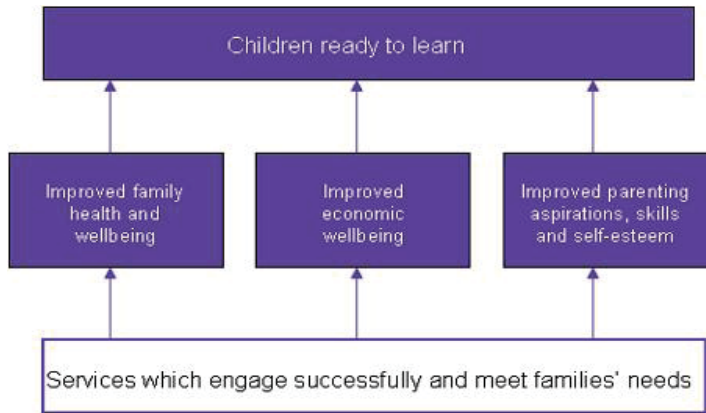 Children ready to learn
Improved family
health and
wellbeing
Improved
economic
wellbeing
Improved parenting
aspirations, skills
and self-esteem
Services which engage successfully and meet families' needs